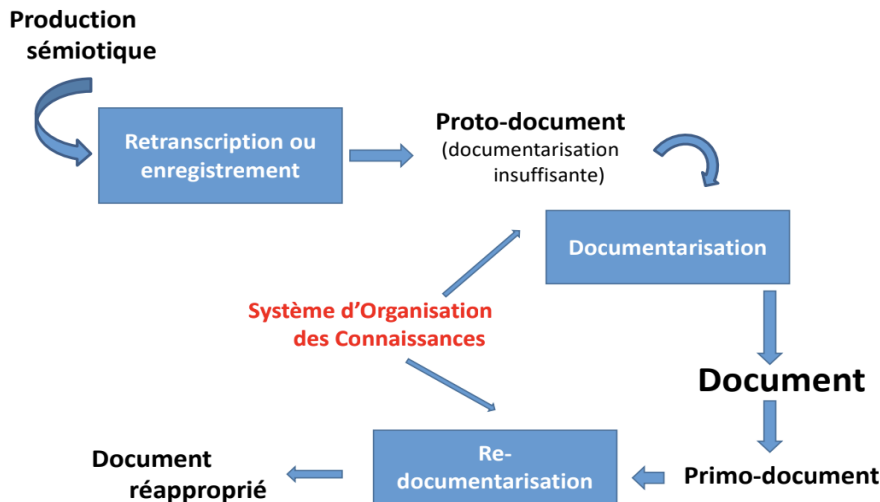 Production
sémiotique
Retranscription ou
enregistrement
Proto-document
(documentarisation
insuffisante)
Documentarisation
Système d’Organisation
des Connaissances
Document
Primo-document
Re-
documentarisation
Document
réapproprié